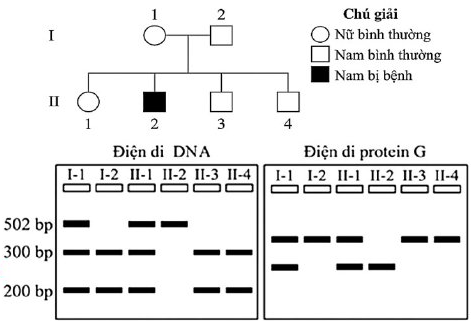 Chú giải
1 2
I
Nữ bình thường
Nam bình thường
Nam bị bệnh
II
1 2 3 4
Điện di DNA
I-1 I-2 II-1 II-2 II-3 II-4
502 bp
300 bp
200 bp
Điện di protein G
I-1 I-2 II-1 II-2 II-3 II-4